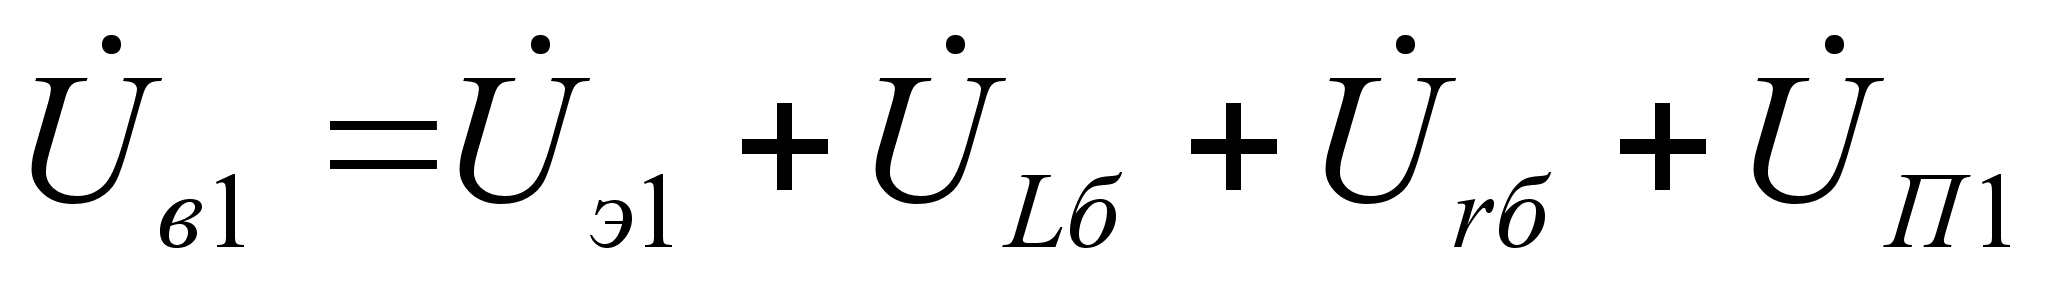 U̇в1 = U̇э1 + U̇Lб + U̇rб + U̇П1